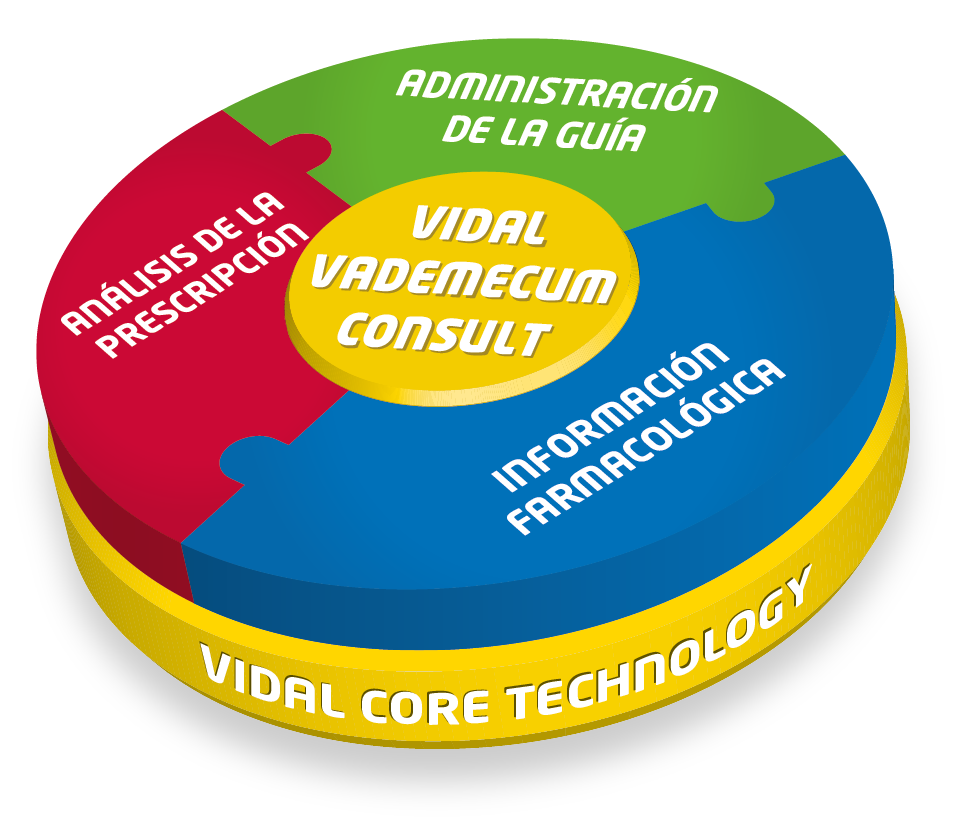 ADMINISTRACIÓN
DE LA GUÍA
ANÁLISIS DE LA
PRESCRIPCIÓN
VIDAL
VADEMECUM
CONSULT
INFORMACIÓN
FARMACOLÓGICA
VIDAL CORE TECHNOLOGY